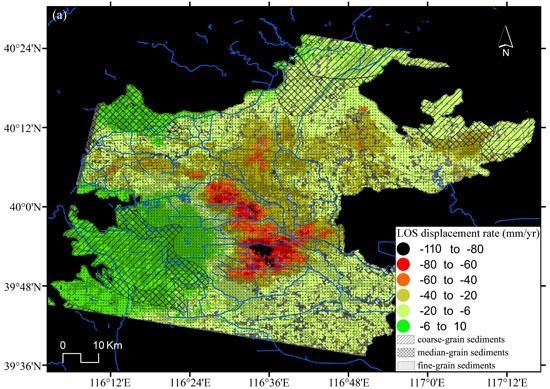 (a)
N
40°24'N
40°12'N
40°0'N
39°48'N
39°36'N
LOS displacement rate (mm/yr)
-110 to -80
-80 to -60
-60 to -40
-40 to -20
-20 to -6
-6 to 10
coarse-grain sediments
median-grain sediments
fine-grain sediments
0 10 Km
116°12'E 116°24'E 116°36'E 116°48'E 117°0'E 117°12'E